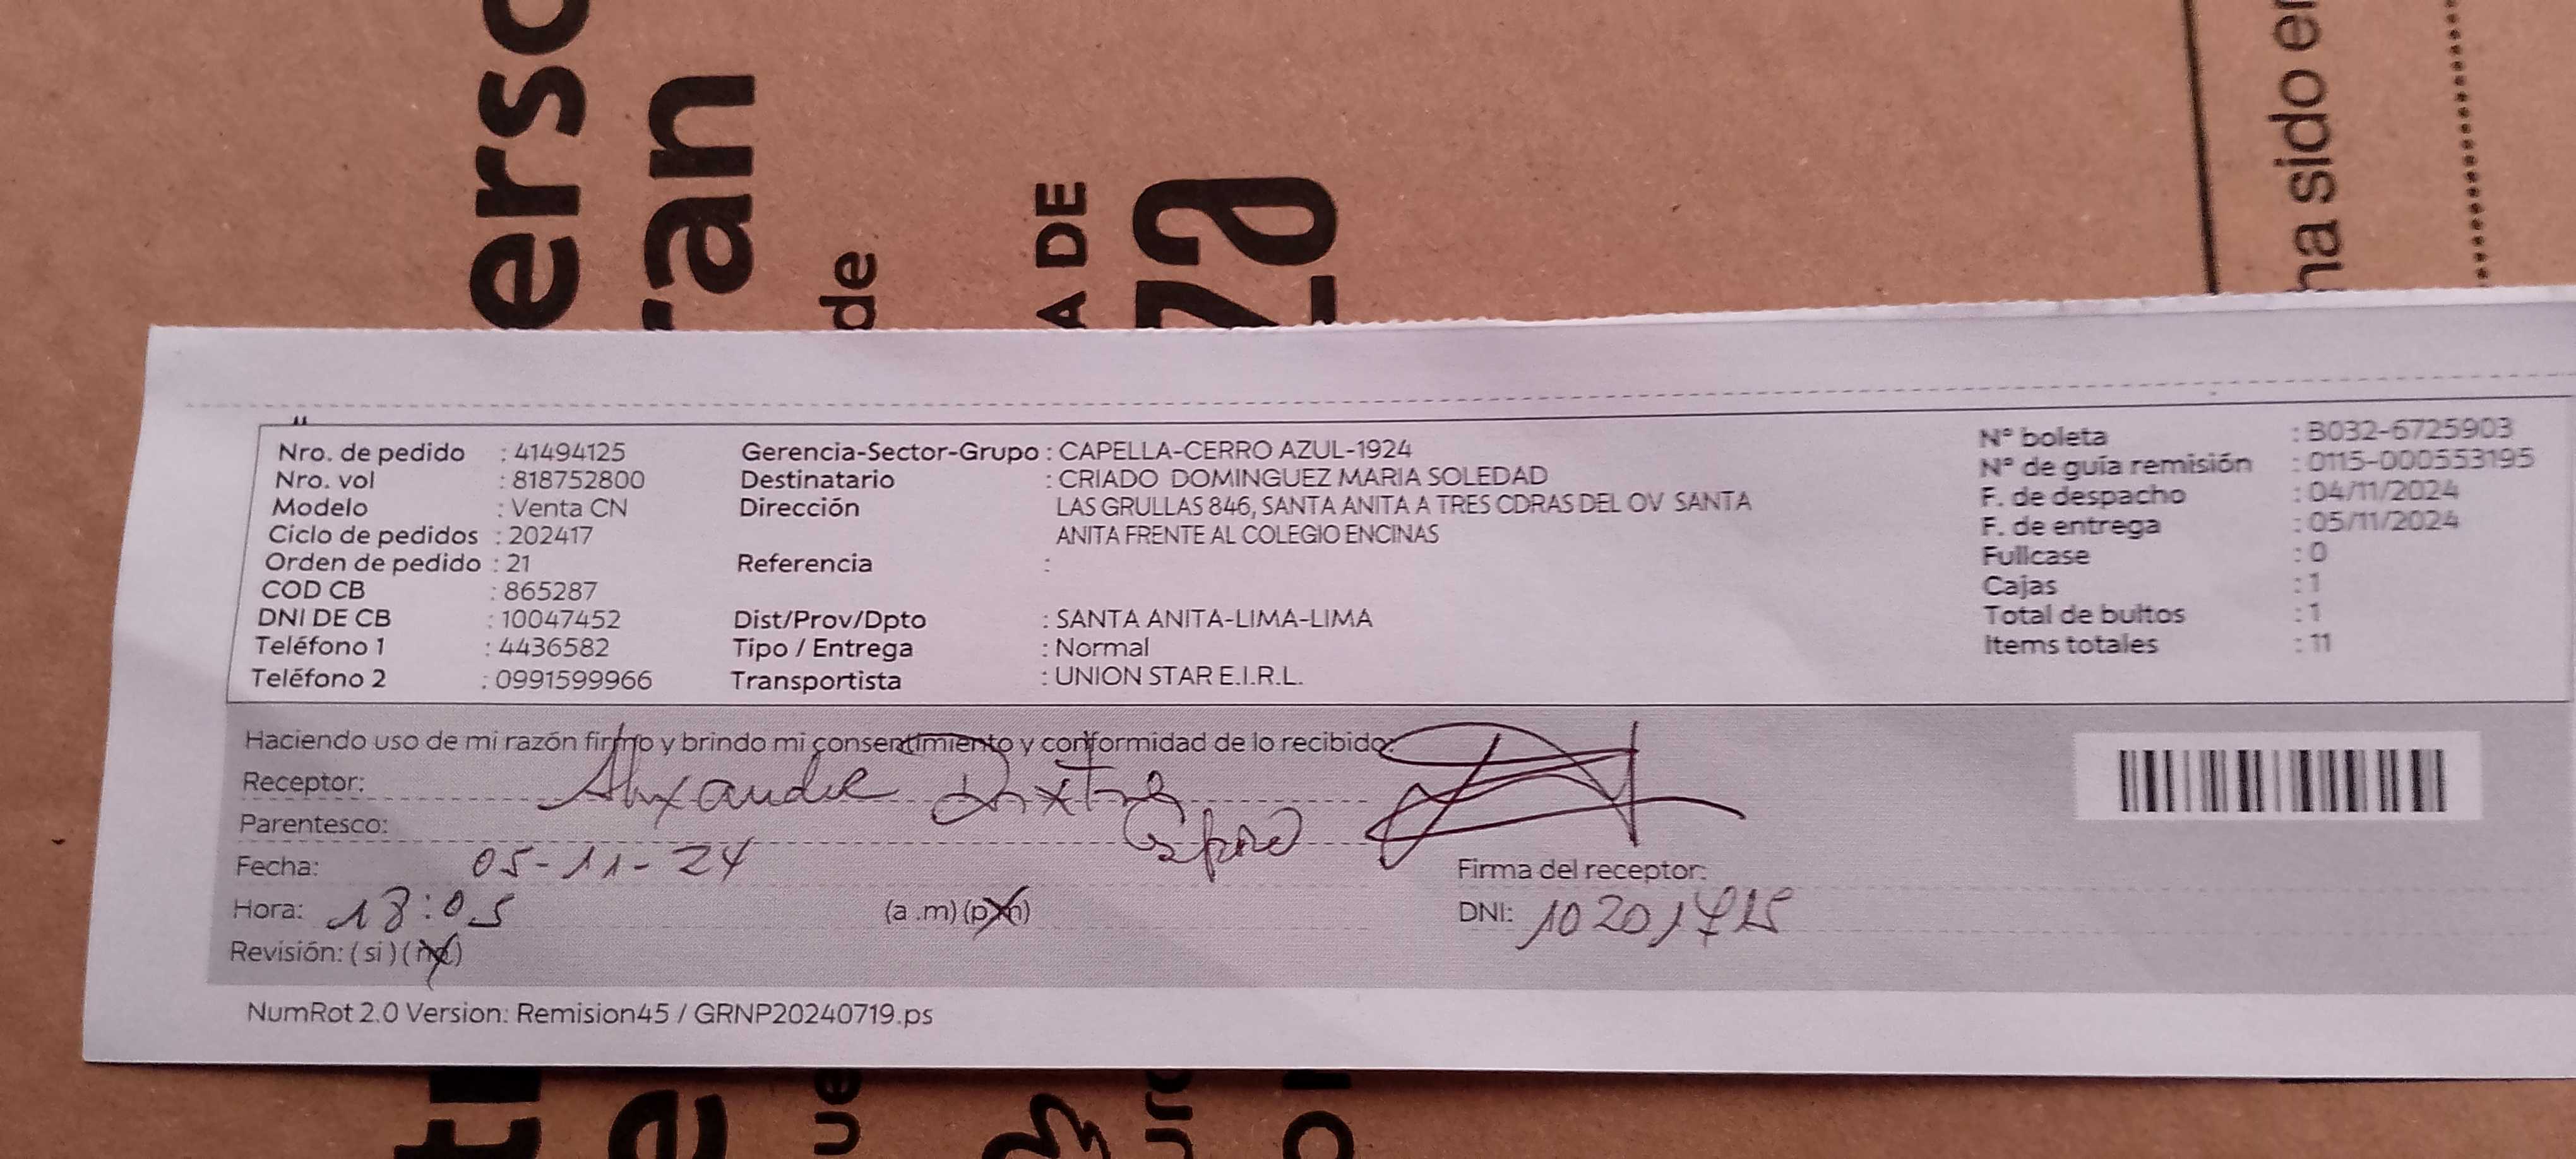 erso
ran
de
A DE
za
ha sido en
Nro. de pedido : 41494125
Nro. vol : 818752800
Modelo : Venta CN
Ciclo de pedidos : 202417
Orden de pedido : 21
COD CB : 865287
DNI DE CB : 10047452
Teléfono 1 : 4436582
Teléfono 2 : 0991599966
Gerencia-Sector-Grupo : CAPELLA-CERRO AZUL-1924
Destinatario : CRIADO DOMINGUEZ MARIA SOLEDAD
Dirección LAS GRULLAS 846, SANTA ANITA A TRES CDRAS DEL OV SANTA
ANITA FRENTE AL COLEGIO ENCINAS
Referencia :
Dist/Prov/Dpto : SANTA ANITA-LIMA-LIMA
Tipo / Entrega : Normal
Transportista : UNION STAR E.I.R.L.
N° boleta : B032-6725903
N° de guía remisión : 0115-000553195
F. de despacho : 04/11/2024
F. de entrega : 05/11/2024
Fullcase : 0
Cajas : 1
Total de bultos : 1
Items totales : 11
Haciendo uso de mi razón firmo y brindo mi consentimiento y conformidad de lo recibido:
Receptor:
Parentesco:
Fecha: 05-11-24
Hora: 18:05 (a .m) (p.m)
Revisión: ( si ) ( no )
Firma del receptor:
DNI:
NumRot 2.0 Version: Remision45 / GRNP20240719.ps